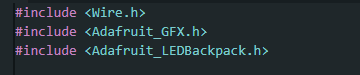 #include <Wire.h>
#include <Adafruit_GFX.h>
#include <Adafruit_LEDBackpack.h>